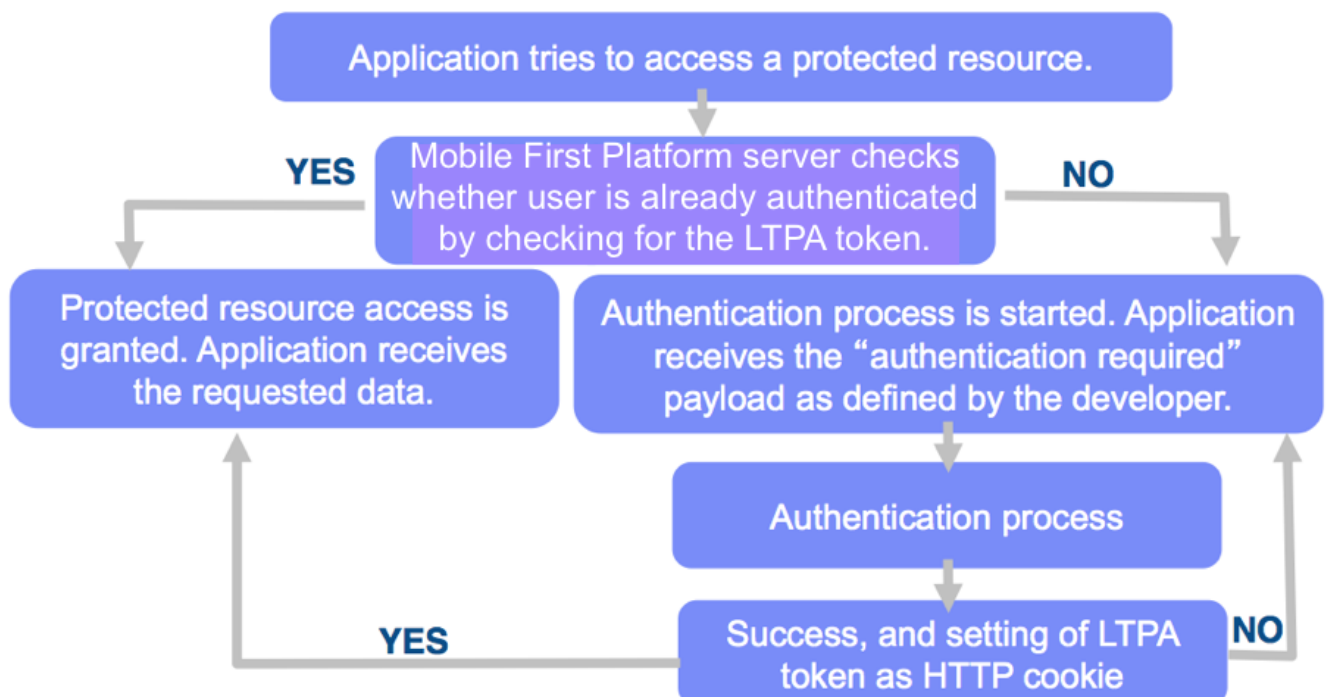 Application tries to access a protected resource.
YES
Mobile First Platform server checks
whether user is already authenticated
by checking for the LTPA token.
NO
Protected resource access is
granted. Application receives
the requested data.
Authentication process is started. Application
receives the “authentication required”
payload as defined by the developer.
Authentication process
YES
Success, and setting of LTPA
token as HTTP cookie
NO